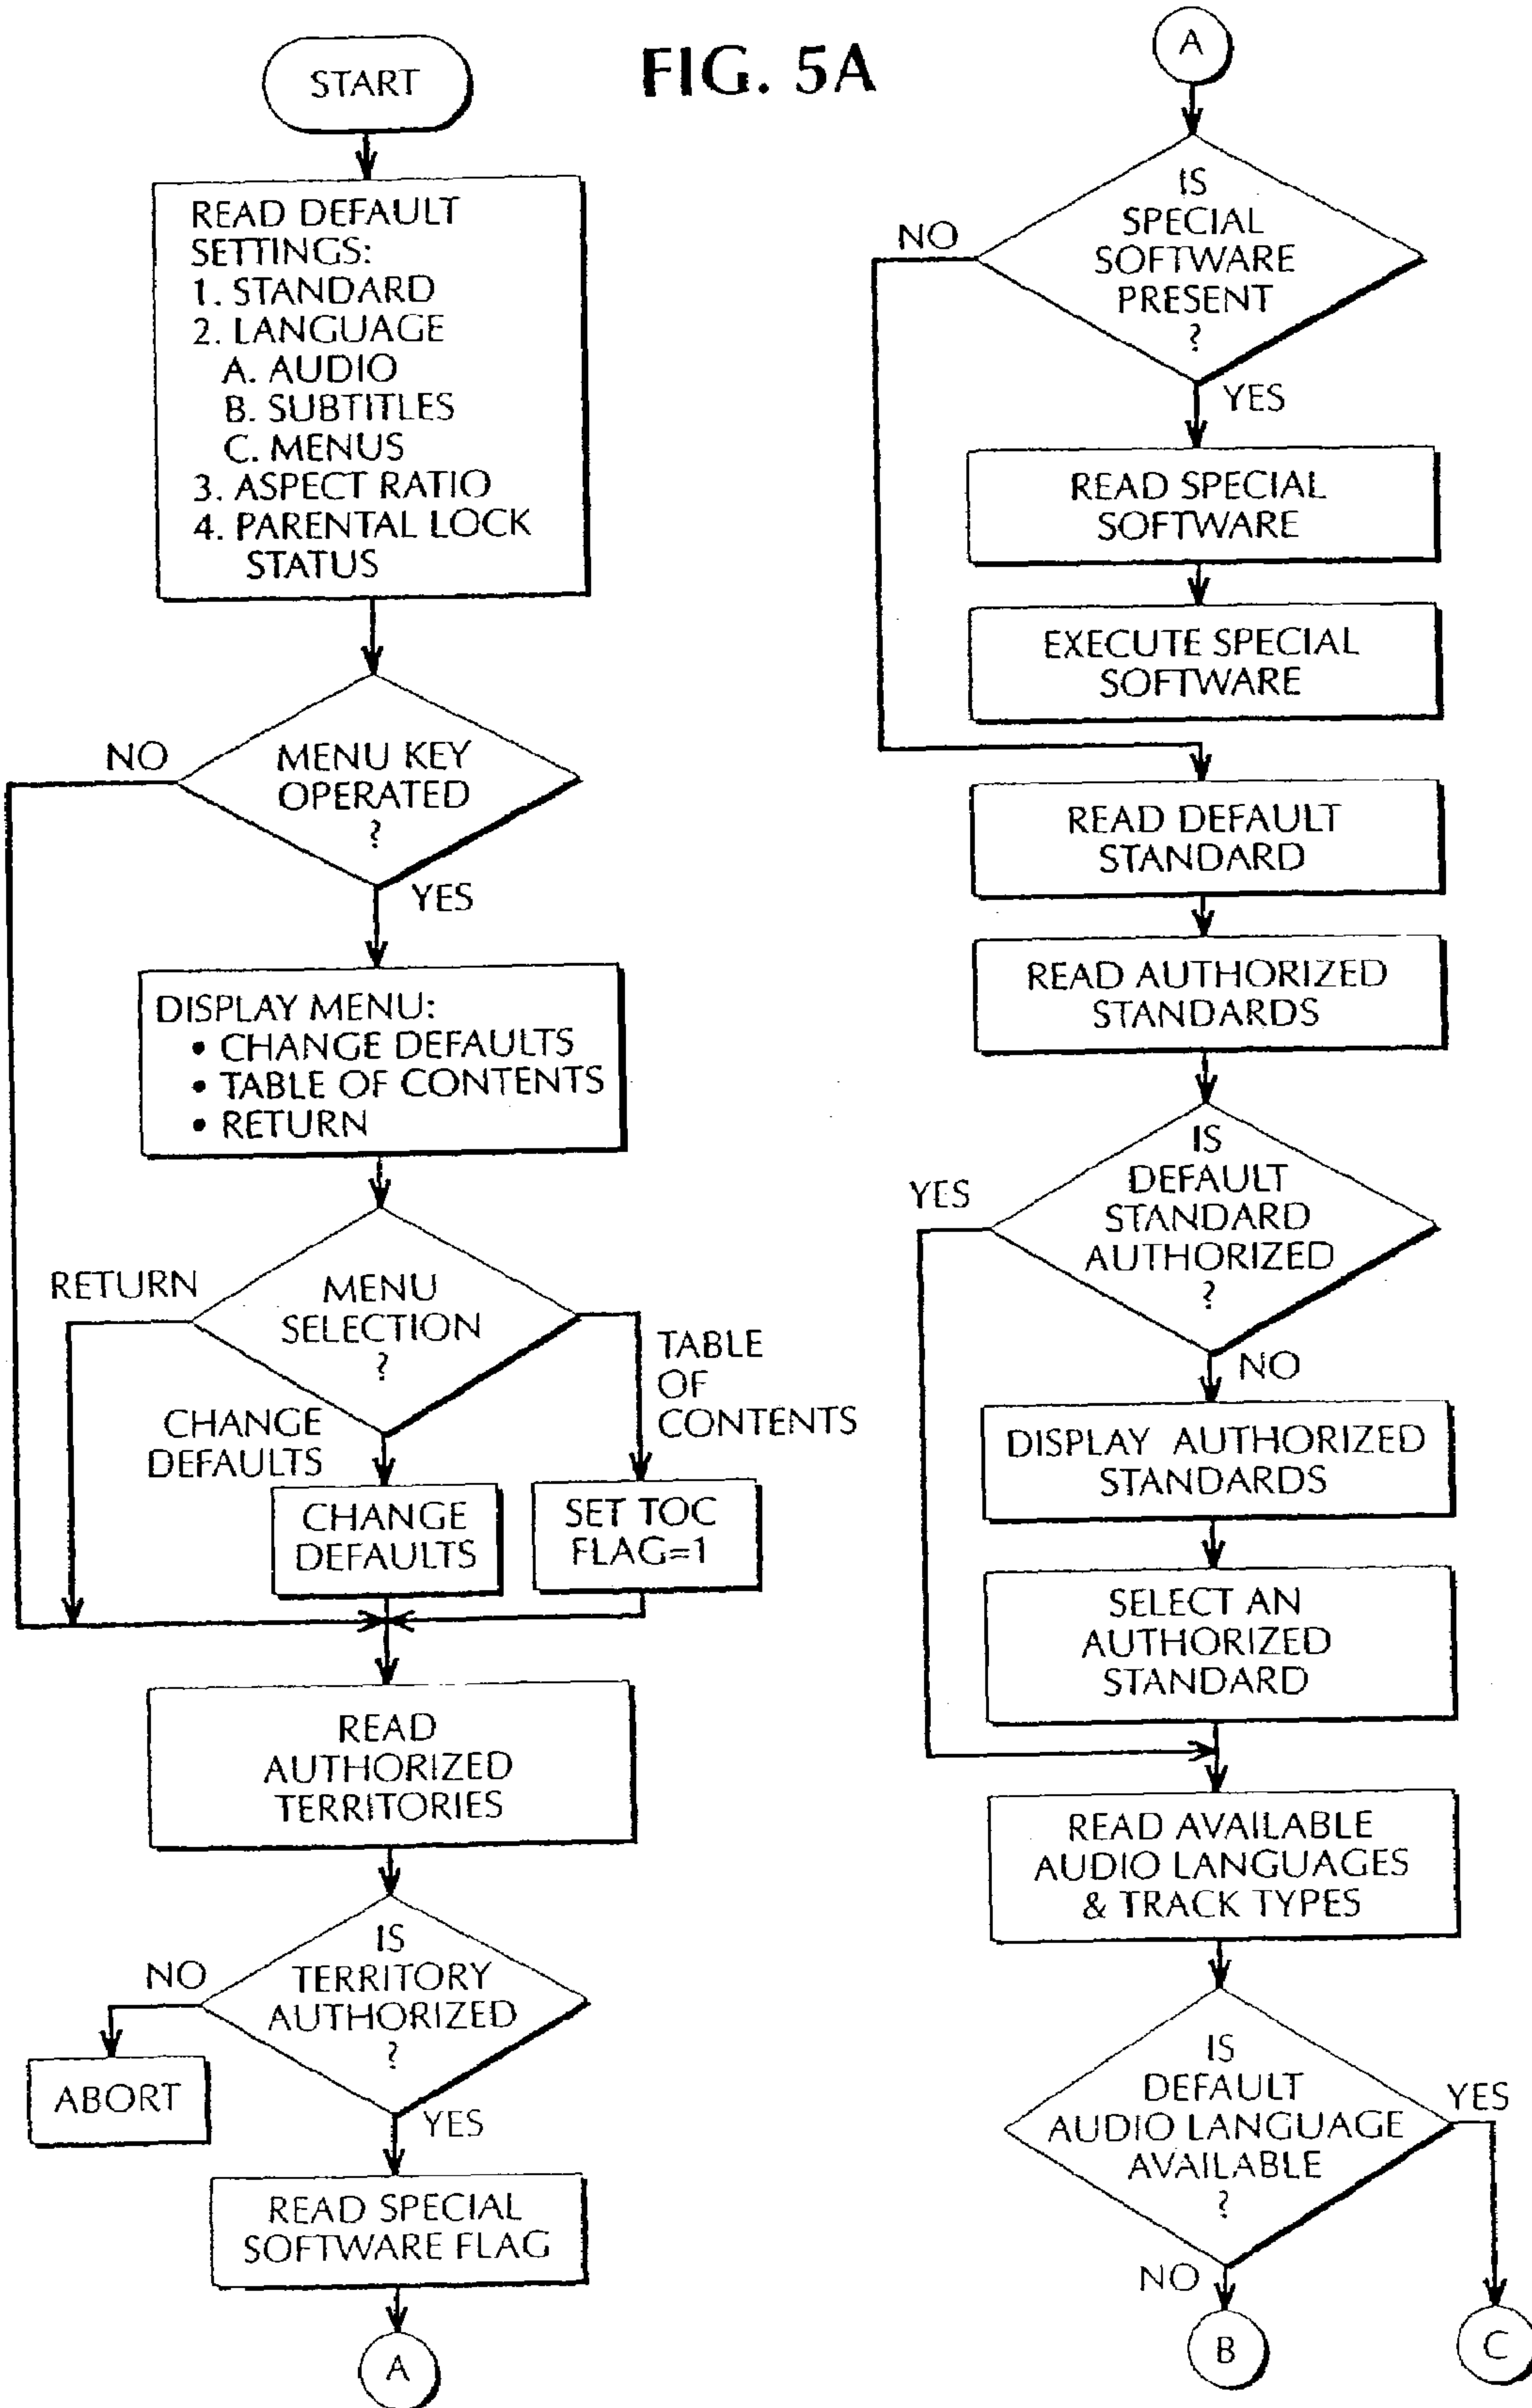 FIG. 5A
START
READ DEFAULT
SETTINGS:
1. STANDARD
2. LANGUAGE
A. AUDIO
B. SUBTITLES
C. MENUS
3. ASPECT RATIO
4. PARENTAL LOCK
STATUS
MENU KEY
OPERATED
?
NO
YES
DISPLAY MENU:
• CHANGE DEFAULTS
• TABLE OF CONTENTS
• RETURN
MENU
SELECTION
?
RETURN
CHANGE
DEFAULTS
TABLE
OF
CONTENTS
CHANGE
DEFAULTS
SET TOC
FLAG=1
READ
AUTHORIZED
TERRITORIES
IS
TERRITORY
AUTHORIZED
?
NO
ABORT
YES
READ SPECIAL
SOFTWARE FLAG
A
A
IS
SPECIAL
SOFTWARE
PRESENT
?
NO
YES
READ SPECIAL
SOFTWARE
EXECUTE SPECIAL
SOFTWARE
READ DEFAULT
STANDARD
READ AUTHORIZED
STANDARDS
IS
DEFAULT
STANDARD
AUTHORIZED
?
YES
NO
DISPLAY AUTHORIZED
STANDARDS
SELECT AN
AUTHORIZED
STANDARD
READ AVAILABLE
AUDIO LANGUAGES
& TRACK TYPES
IS
DEFAULT
AUDIO LANGUAGE
AVAILABLE
?
YES
NO
B
C